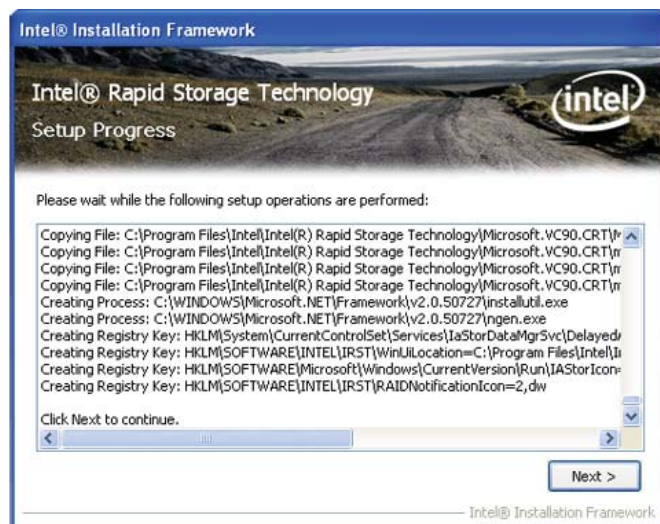 Intel® Installation Framework
Intel® Rapid Storage Technology
intel
Setup Progress
Please wait while the following setup operations are performed:
Copying File: C:\Program Files\Intel\Intel(R) Rapid Storage Technology\Microsoft.VC90.CRT\
Copying File: C:\Program Files\Intel\Intel(R) Rapid Storage Technology\Microsoft.VC90.CRT\m
Copying File: C:\Program Files\Intel\Intel(R) Rapid Storage Technology\Microsoft.VC90.CRT\m
Copying File: C:\Program Files\Intel\Intel(R) Rapid Storage Technology\Microsoft.VC90.CRT\m
Creating Process: C:\WINDOWS\Microsoft.NET\Framework\v2.0.50727\installutil.exe
Creating Process: C:\WINDOWS\Microsoft.NET\Framework\v2.0.50727\ngen.exe
Creating Registry Key: HKLM\System\CurrentControlSet\Services\IaStorDataMgrSvc\Delayed
Creating Registry Key: HKLM\SOFTWARE\INTEL\IRST\WinUiLocation=C:\Program Files\Intel\
Creating Registry Key: HKLM\SOFTWARE\Microsoft\Windows\CurrentVersion\Run\IAStorIcon=
Creating Registry Key: HKLM\SOFTWARE\INTEL\IRST\RAIDNotificationIcon=2,dw
Click Next to continue.
Next >
Intel® Installation Framework